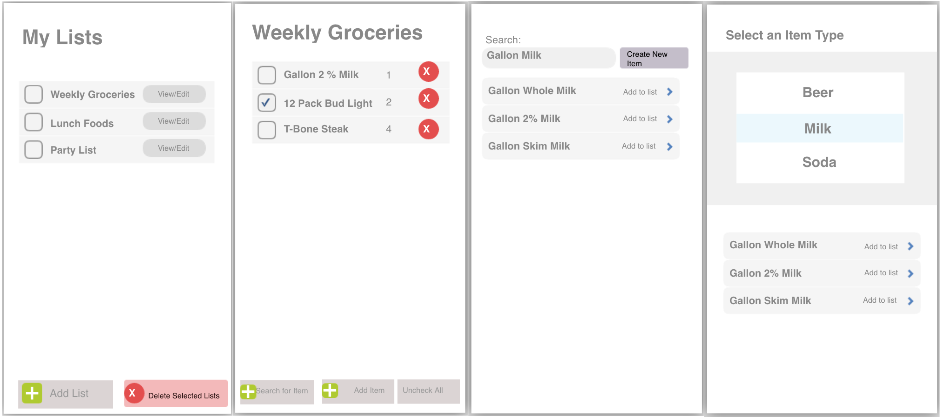 My Lists
Weekly Groceries View/Edit
Lunch Foods View/Edit
Party List View/Edit
Add List
X Delete Selected Lists
Weekly Groceries
Gallon 2 % Milk 1 X
12 Pack Bud Light 2 X
T-Bone Steak 4 X
Search for Item
Add Item
Uncheck All
Search:
Gallon Milk
Create New
Item
Gallon Whole Milk Add to list
Gallon 2% Milk Add to list
Gallon Skim Milk Add to list
Select an Item Type
Beer
Milk
Soda
Gallon Whole Milk Add to list
Gallon 2% Milk Add to list
Gallon Skim Milk Add to list